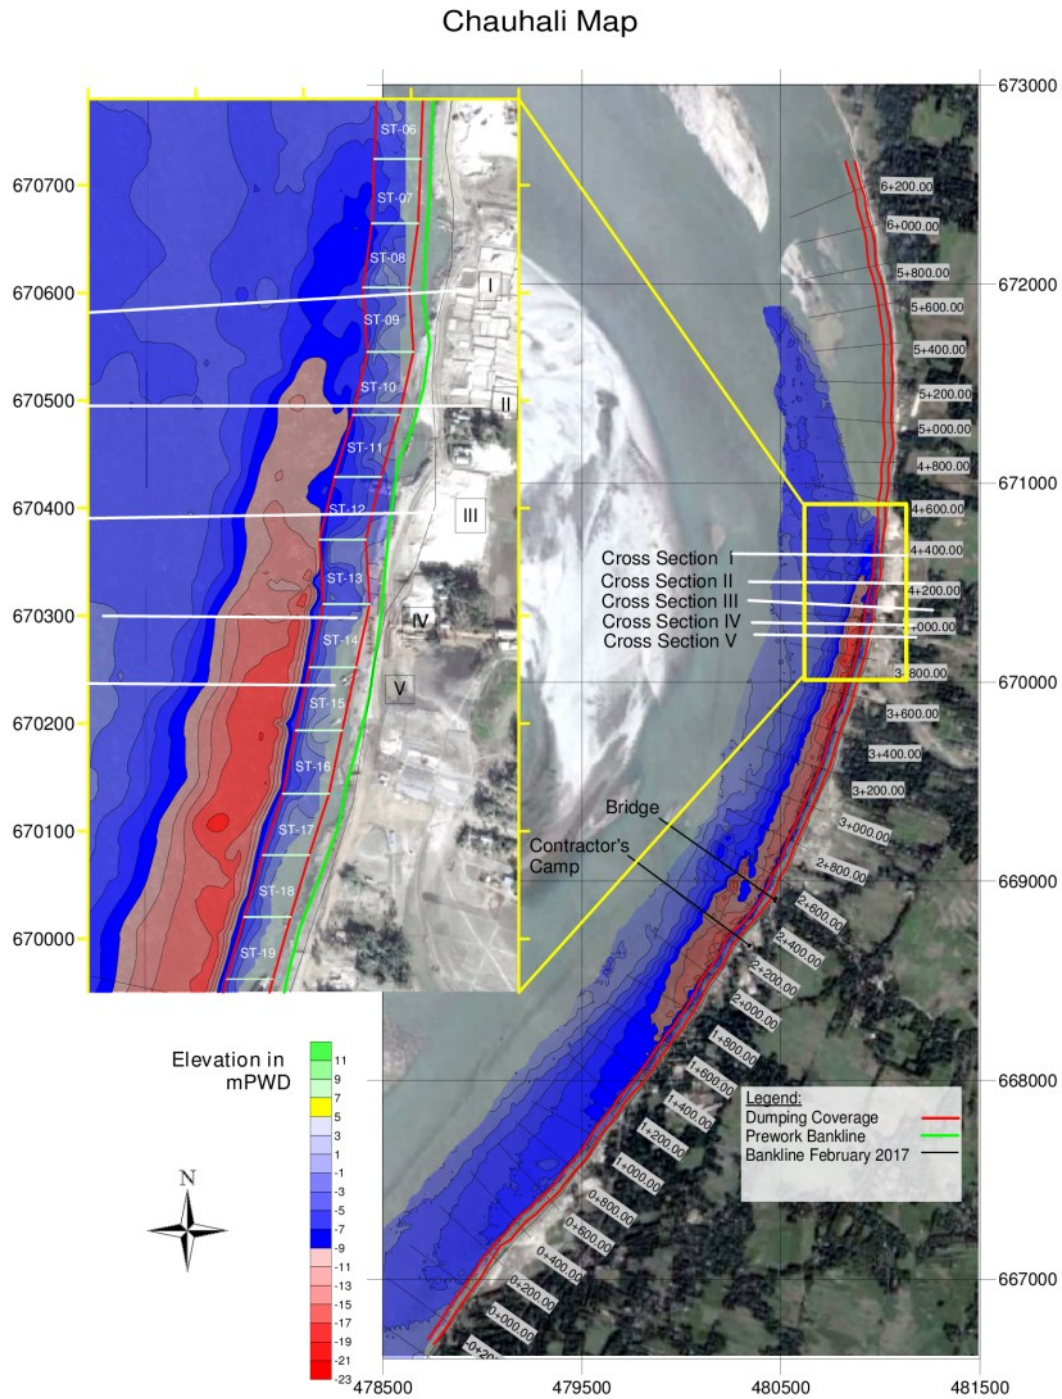 Chauhali Map
673000
672000
671000
670000
669000
668000
667000
670700
670600
670500
670400
670300
670200
670100
670000
ST-06
ST-07
ST-08
ST-09
ST-10
ST-11
ST-12
ST-13
ST-14
ST-15
ST-16
ST-17
ST-18
ST-19
I
II
III
IV
V
6+200.00
6+000.00
5+800.00
5+600.00
5+400.00
5+200.00
5+000.00
4+800.00
4+600.00
4+400.00
4+200.00
+000.00
3+800.00
3+600.00
3+400.00
3+200.00
3+000.00
2+800.00
2+600.00
2+400.00
2+200.00
2+000.00
1+800.00
1+600.00
1+400.00
1+200.00
1+000.00
0+800.00
0+600.00
0+400.00
0+200.00
0+000.00
Cross Section I
Cross Section II
Cross Section III
Cross Section IV
Cross Section V
Bridge
Contractor's
Camp
Elevation in
mPWD
11
9
7
5
3
1
-1
-3
-5
-7
-9
-11
-13
-15
-17
-19
-21
-23
N
Legend:
Dumping Coverage
Prework Bankline
Bankline February 2017
478500
479500
480500
481500